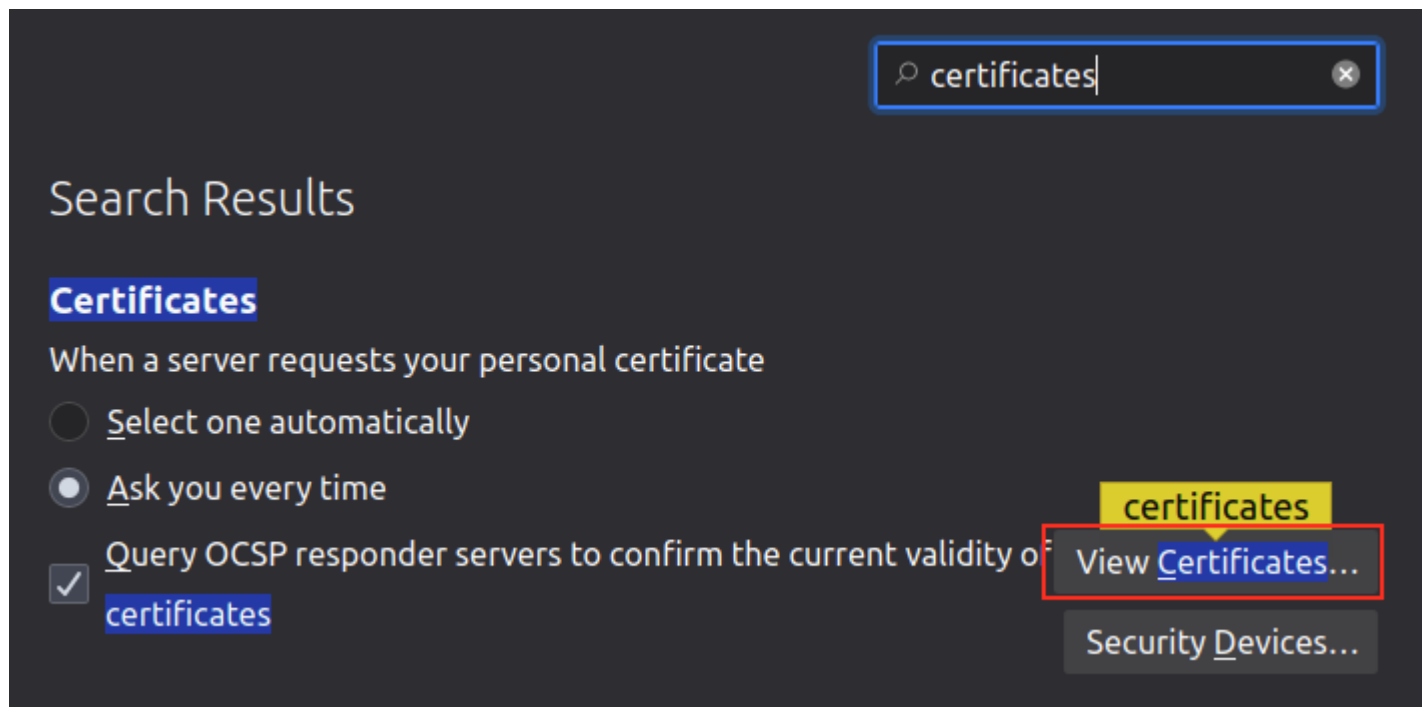 certificates
Search Results
Certificates
When a server requests your personal certificate
Select one automatically
Ask you every time
certificates
Query OCSP responder servers to confirm the current validity of
certificates
View Certificates…
Security Devices…